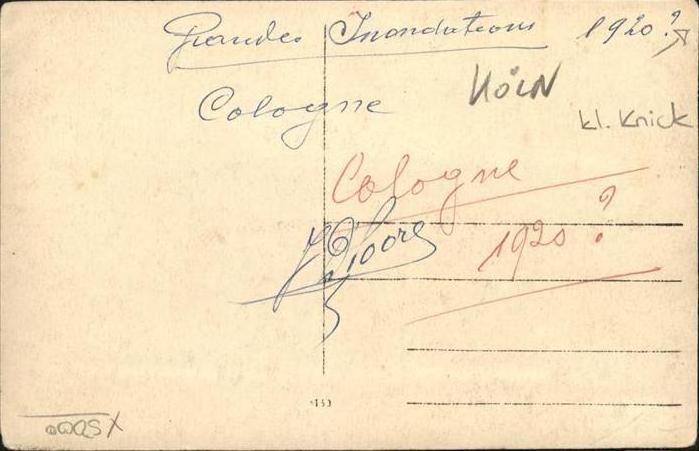 Grandes Inondations 1920?
Cologne
KÖLN
kl. Knick
Cologne
1920?